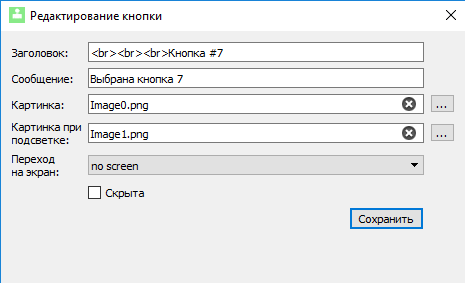 Редактирование кнопки
Заголовок: <br><br><br>Кнопка #7
Сообщение: Выбрана кнопка 7
Картинка: Image0.png ...
Картинка при
подсветке: Image1.png ...
Переход
на экран: no screen
Скрыта
Сохранить